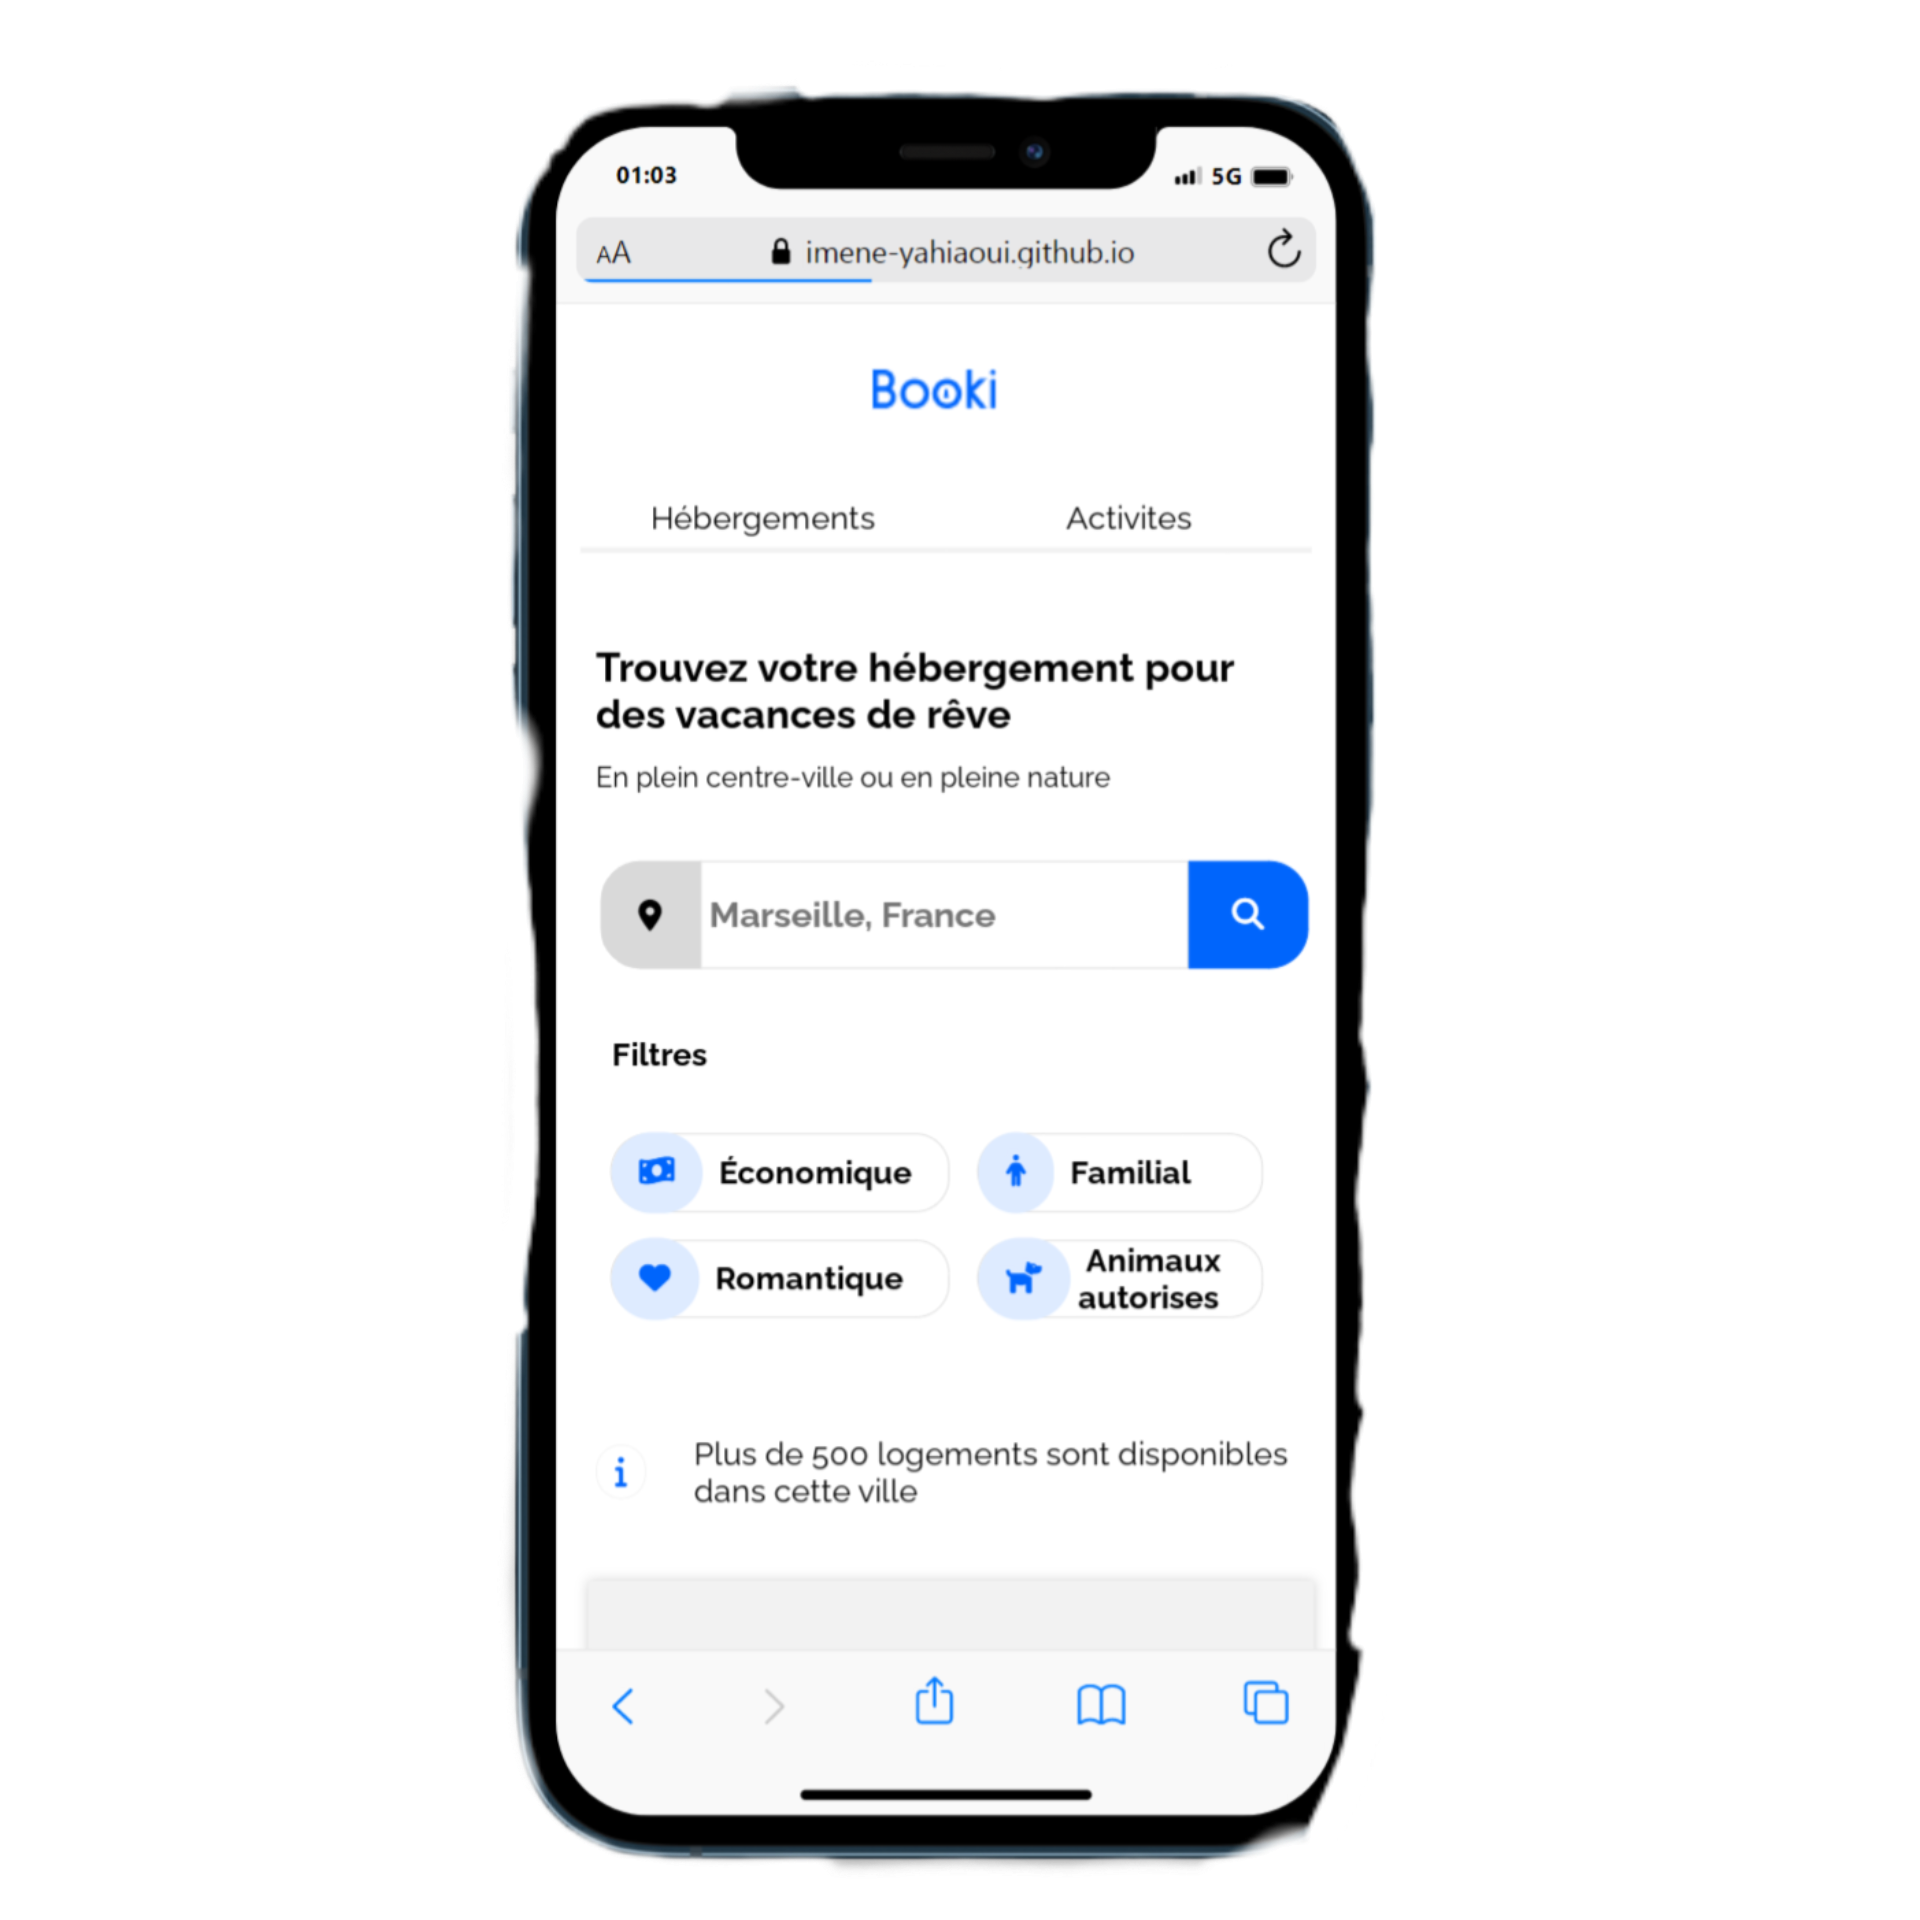 01:03
5G
AA
imene-yahiaoui.github.io
Booki
Hébergements
Activites
Trouvez votre hébergement pour
des vacances de rêve
En plein centre-ville ou en pleine nature
Marseille, France
Filtres
Économique
Familial
Romantique
Animaux
autorises
i
Plus de 500 logements sont disponibles
dans cette ville